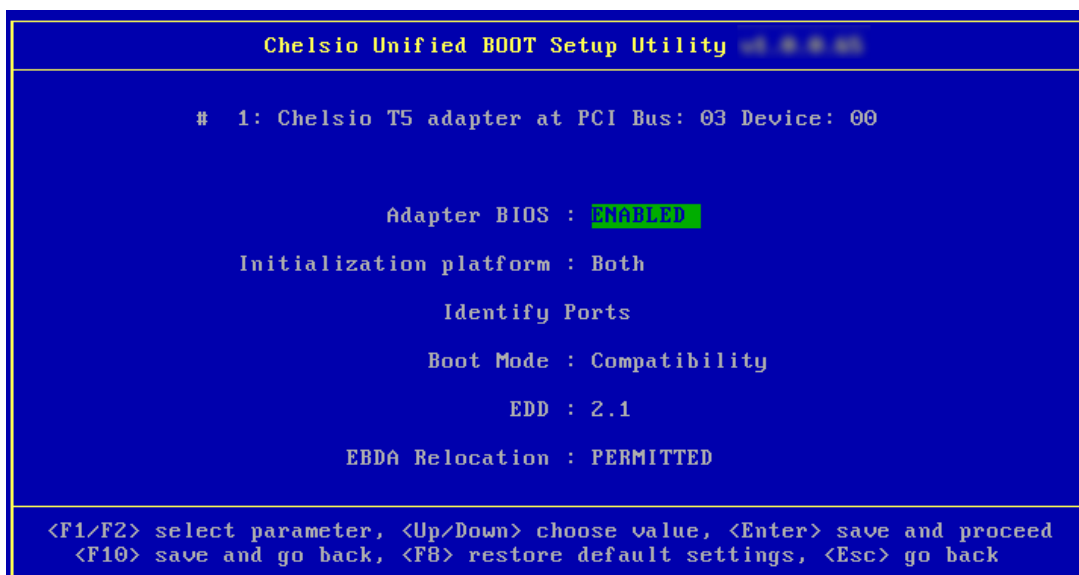 Chelsio Unified BOOT Setup Utility
# 1: Chelsio T5 adapter at PCI Bus: 03 Device: 00
Adapter BIOS : ENABLED
Initialization platform : Both
Identify Ports
Boot Mode : Compatibility
EDD : 2.1
EBDA Relocation : PERMITTED
<F1/F2> select parameter, <Up/Down> choose value, <Enter> save and proceed
<F10> save and go back, <F8> restore default settings, <Esc> go back